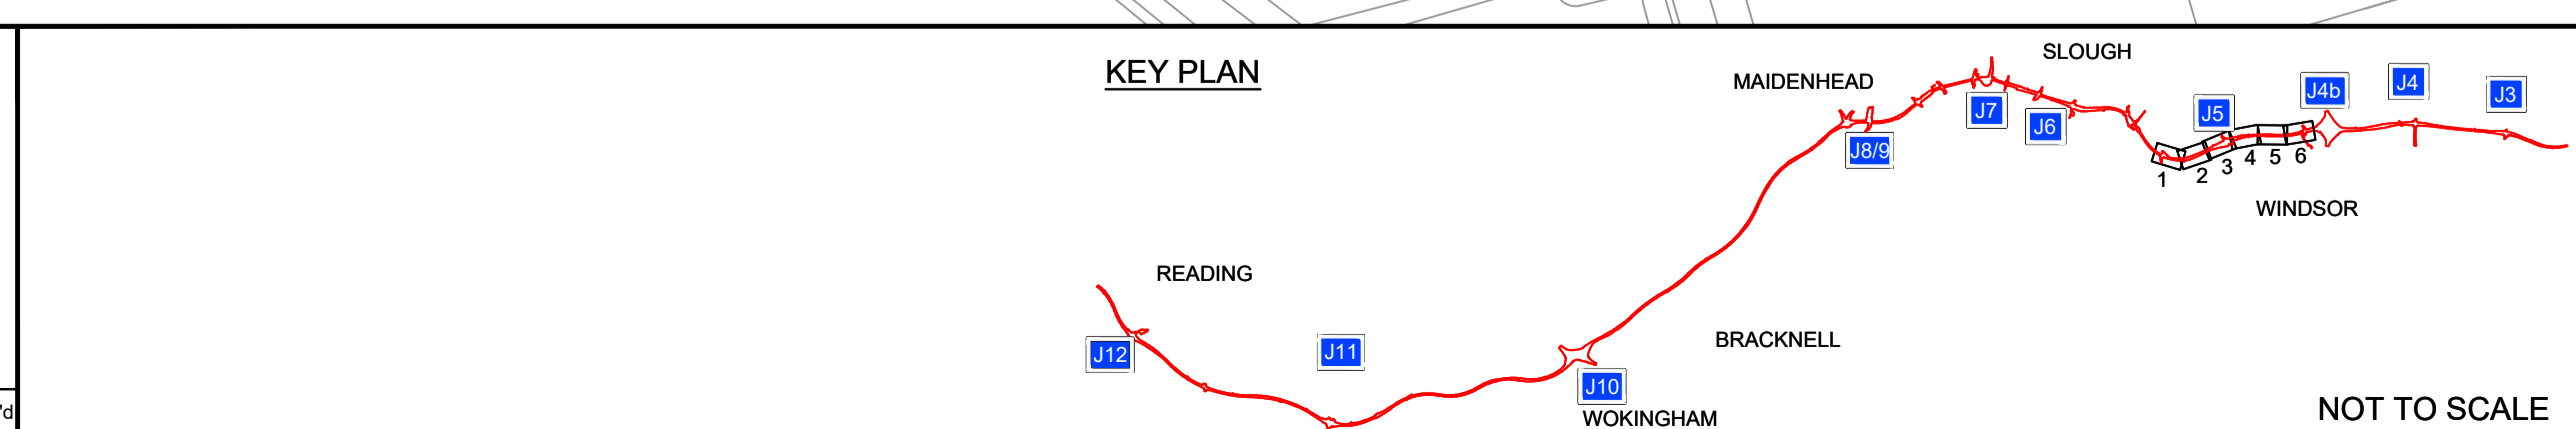 KEY PLAN
SLOUGH
MAIDENHEAD
J7
J6
J8/9
J5
J4b
J4
J3
1 2 3 4 5 6
WINDSOR
READING
J12
J11
BRACKNELL
J10
WOKINGHAM
NOT TO SCALE
'd